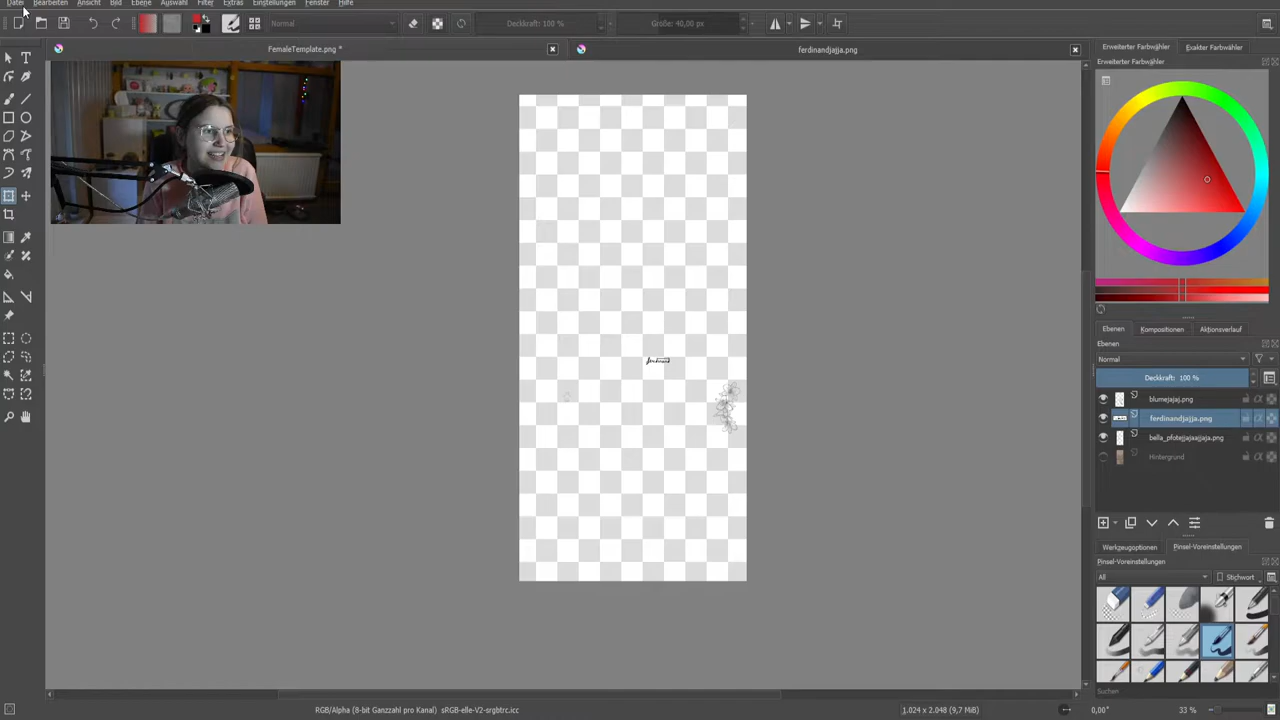 Datei Bearbeiten Ansicht Bild Ebene Auswahl Filter Extras Einstellungen Fenster Hilfe
Normal Deckkraft: 100 % Größe: 40,00 px
FemaleTemplate.png * ferdinandjajja.png
Erweiterter Farbwähler Exakter Farbwähler
Erweiterter Farbwähler
Ebenen Kompositionen Aktionsverlauf
Ebenen
Normal
Deckkraft: 100 %
blumejajaj.png
ferdinandjajja.png
bella_pfotejjajaajjaja.png
Hintergrund
Werkzeugoptionen Pinsel-Voreinstellungen
Pinsel-Voreinstellungen
All Stichwort
Suchen
RGB/Alpha (8-bit Ganzzahl pro Kanal) sRGB-elle-V2-srgbtrc.icc 1.024 x 2.048 (9,7 MiB) 0,00° 33 %